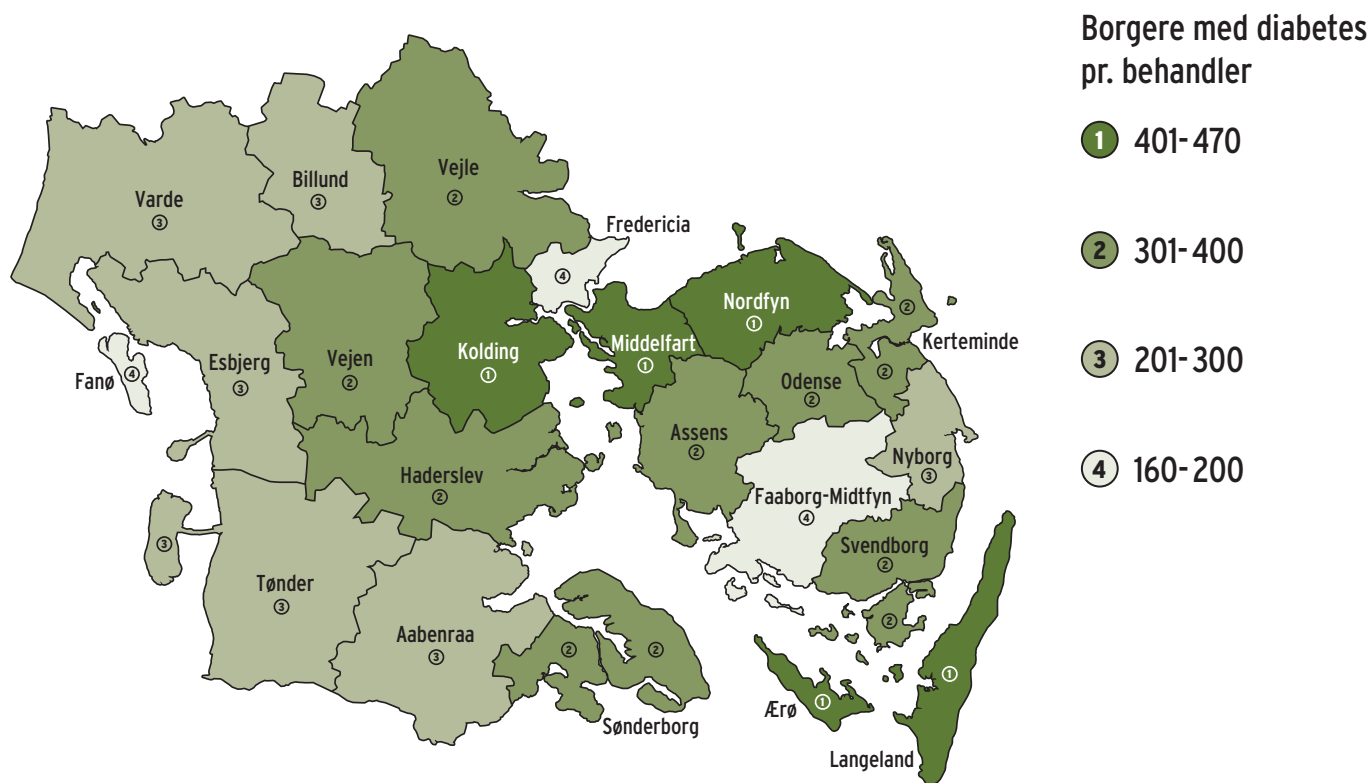 Borgere med diabetes
pr. behandler
1 401-470
2 301-400
3 201-300
4 160-200
Varde
3
Billund
3
Vejle
2
Fredericia
4
Nordfyn
1
2
Kerteminde
2
Middelfart
1
Kolding
1
Vejen
2
Esbjerg
3
Fanø
4
Odense
2
Assens
2
Nyborg
3
Haderslev
2
Faaborg-Midtfyn
4
Svendborg
2
2
3
Tønder
3
Aabenraa
3
2
2
Sønderborg
Ærø
1
1
Langeland